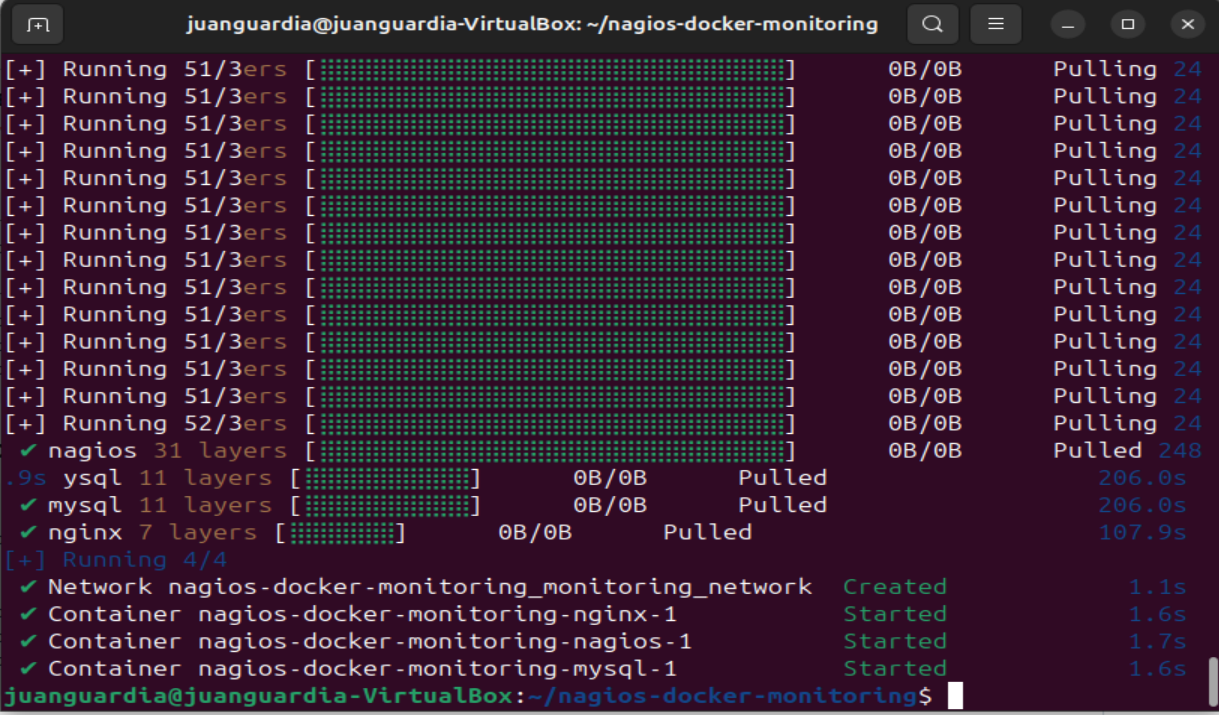 juanguardia@juanguardia-VirtualBox: ~/nagios-docker-monitoring
[+] Running 51/3ers [⣿⣿⣿⣿⣿⣿⣿⣿⣿⣿⣿⣿⣿⣿⣿⣿⣿⣿⣿⣿⣿⣿⣿⣿⣿⣿⣿⣿⣿⣿⣿] 0B/0B Pulling 24
[+] Running 51/3ers [⣿⣿⣿⣿⣿⣿⣿⣿⣿⣿⣿⣿⣿⣿⣿⣿⣿⣿⣿⣿⣿⣿⣿⣿⣿⣿⣿⣿⣿⣿⣿] 0B/0B Pulling 24
[+] Running 51/3ers [⣿⣿⣿⣿⣿⣿⣿⣿⣿⣿⣿⣿⣿⣿⣿⣿⣿⣿⣿⣿⣿⣿⣿⣿⣿⣿⣿⣿⣿⣿⣿] 0B/0B Pulling 24
[+] Running 51/3ers [⣿⣿⣿⣿⣿⣿⣿⣿⣿⣿⣿⣿⣿⣿⣿⣿⣿⣿⣿⣿⣿⣿⣿⣿⣿⣿⣿⣿⣿⣿⣿] 0B/0B Pulling 24
[+] Running 51/3ers [⣿⣿⣿⣿⣿⣿⣿⣿⣿⣿⣿⣿⣿⣿⣿⣿⣿⣿⣿⣿⣿⣿⣿⣿⣿⣿⣿⣿⣿⣿⣿] 0B/0B Pulling 24
[+] Running 51/3ers [⣿⣿⣿⣿⣿⣿⣿⣿⣿⣿⣿⣿⣿⣿⣿⣿⣿⣿⣿⣿⣿⣿⣿⣿⣿⣿⣿⣿⣿⣿⣿] 0B/0B Pulling 24
[+] Running 51/3ers [⣿⣿⣿⣿⣿⣿⣿⣿⣿⣿⣿⣿⣿⣿⣿⣿⣿⣿⣿⣿⣿⣿⣿⣿⣿⣿⣿⣿⣿⣿⣿] 0B/0B Pulling 24
[+] Running 51/3ers [⣿⣿⣿⣿⣿⣿⣿⣿⣿⣿⣿⣿⣿⣿⣿⣿⣿⣿⣿⣿⣿⣿⣿⣿⣿⣿⣿⣿⣿⣿⣿] 0B/0B Pulling 24
[+] Running 51/3ers [⣿⣿⣿⣿⣿⣿⣿⣿⣿⣿⣿⣿⣿⣿⣿⣿⣿⣿⣿⣿⣿⣿⣿⣿⣿⣿⣿⣿⣿⣿⣿] 0B/0B Pulling 24
[+] Running 51/3ers [⣿⣿⣿⣿⣿⣿⣿⣿⣿⣿⣿⣿⣿⣿⣿⣿⣿⣿⣿⣿⣿⣿⣿⣿⣿⣿⣿⣿⣿⣿⣿] 0B/0B Pulling 24
[+] Running 51/3ers [⣿⣿⣿⣿⣿⣿⣿⣿⣿⣿⣿⣿⣿⣿⣿⣿⣿⣿⣿⣿⣿⣿⣿⣿⣿⣿⣿⣿⣿⣿⣿] 0B/0B Pulling 24
[+] Running 51/3ers [⣿⣿⣿⣿⣿⣿⣿⣿⣿⣿⣿⣿⣿⣿⣿⣿⣿⣿⣿⣿⣿⣿⣿⣿⣿⣿⣿⣿⣿⣿⣿] 0B/0B Pulling 24
[+] Running 51/3ers [⣿⣿⣿⣿⣿⣿⣿⣿⣿⣿⣿⣿⣿⣿⣿⣿⣿⣿⣿⣿⣿⣿⣿⣿⣿⣿⣿⣿⣿⣿⣿] 0B/0B Pulling 24
[+] Running 52/3ers [⣿⣿⣿⣿⣿⣿⣿⣿⣿⣿⣿⣿⣿⣿⣿⣿⣿⣿⣿⣿⣿⣿⣿⣿⣿⣿⣿⣿⣿⣿⣿] 0B/0B Pulling 24
✔ nagios 31 layers [⣿⣿⣿⣿⣿⣿⣿⣿⣿⣿⣿⣿⣿⣿⣿⣿⣿⣿⣿⣿⣿⣿⣿⣿⣿⣿⣿⣿⣿⣿⣿] 0B/0B Pulled 248
.9s ysql 11 layers [⣿⣿⣿⣿⣿⣿⣿⣿⣿⣿⣿] 0B/0B Pulled 206.0s
✔ mysql 11 layers [⣿⣿⣿⣿⣿⣿⣿⣿⣿⣿⣿] 0B/0B Pulled 206.0s
✔ nginx 7 layers [⣿⣿⣿⣿⣿⣿⣿] 0B/0B Pulled 107.9s
[+] Running 4/4
✔ Network nagios-docker-monitoring_monitoring_network Created 1.1s
✔ Container nagios-docker-monitoring-nginx-1 Started 1.6s
✔ Container nagios-docker-monitoring-nagios-1 Started 1.7s
✔ Container nagios-docker-monitoring-mysql-1 Started 1.6s
juanguardia@juanguardia-VirtualBox:~/nagios-docker-monitoring$